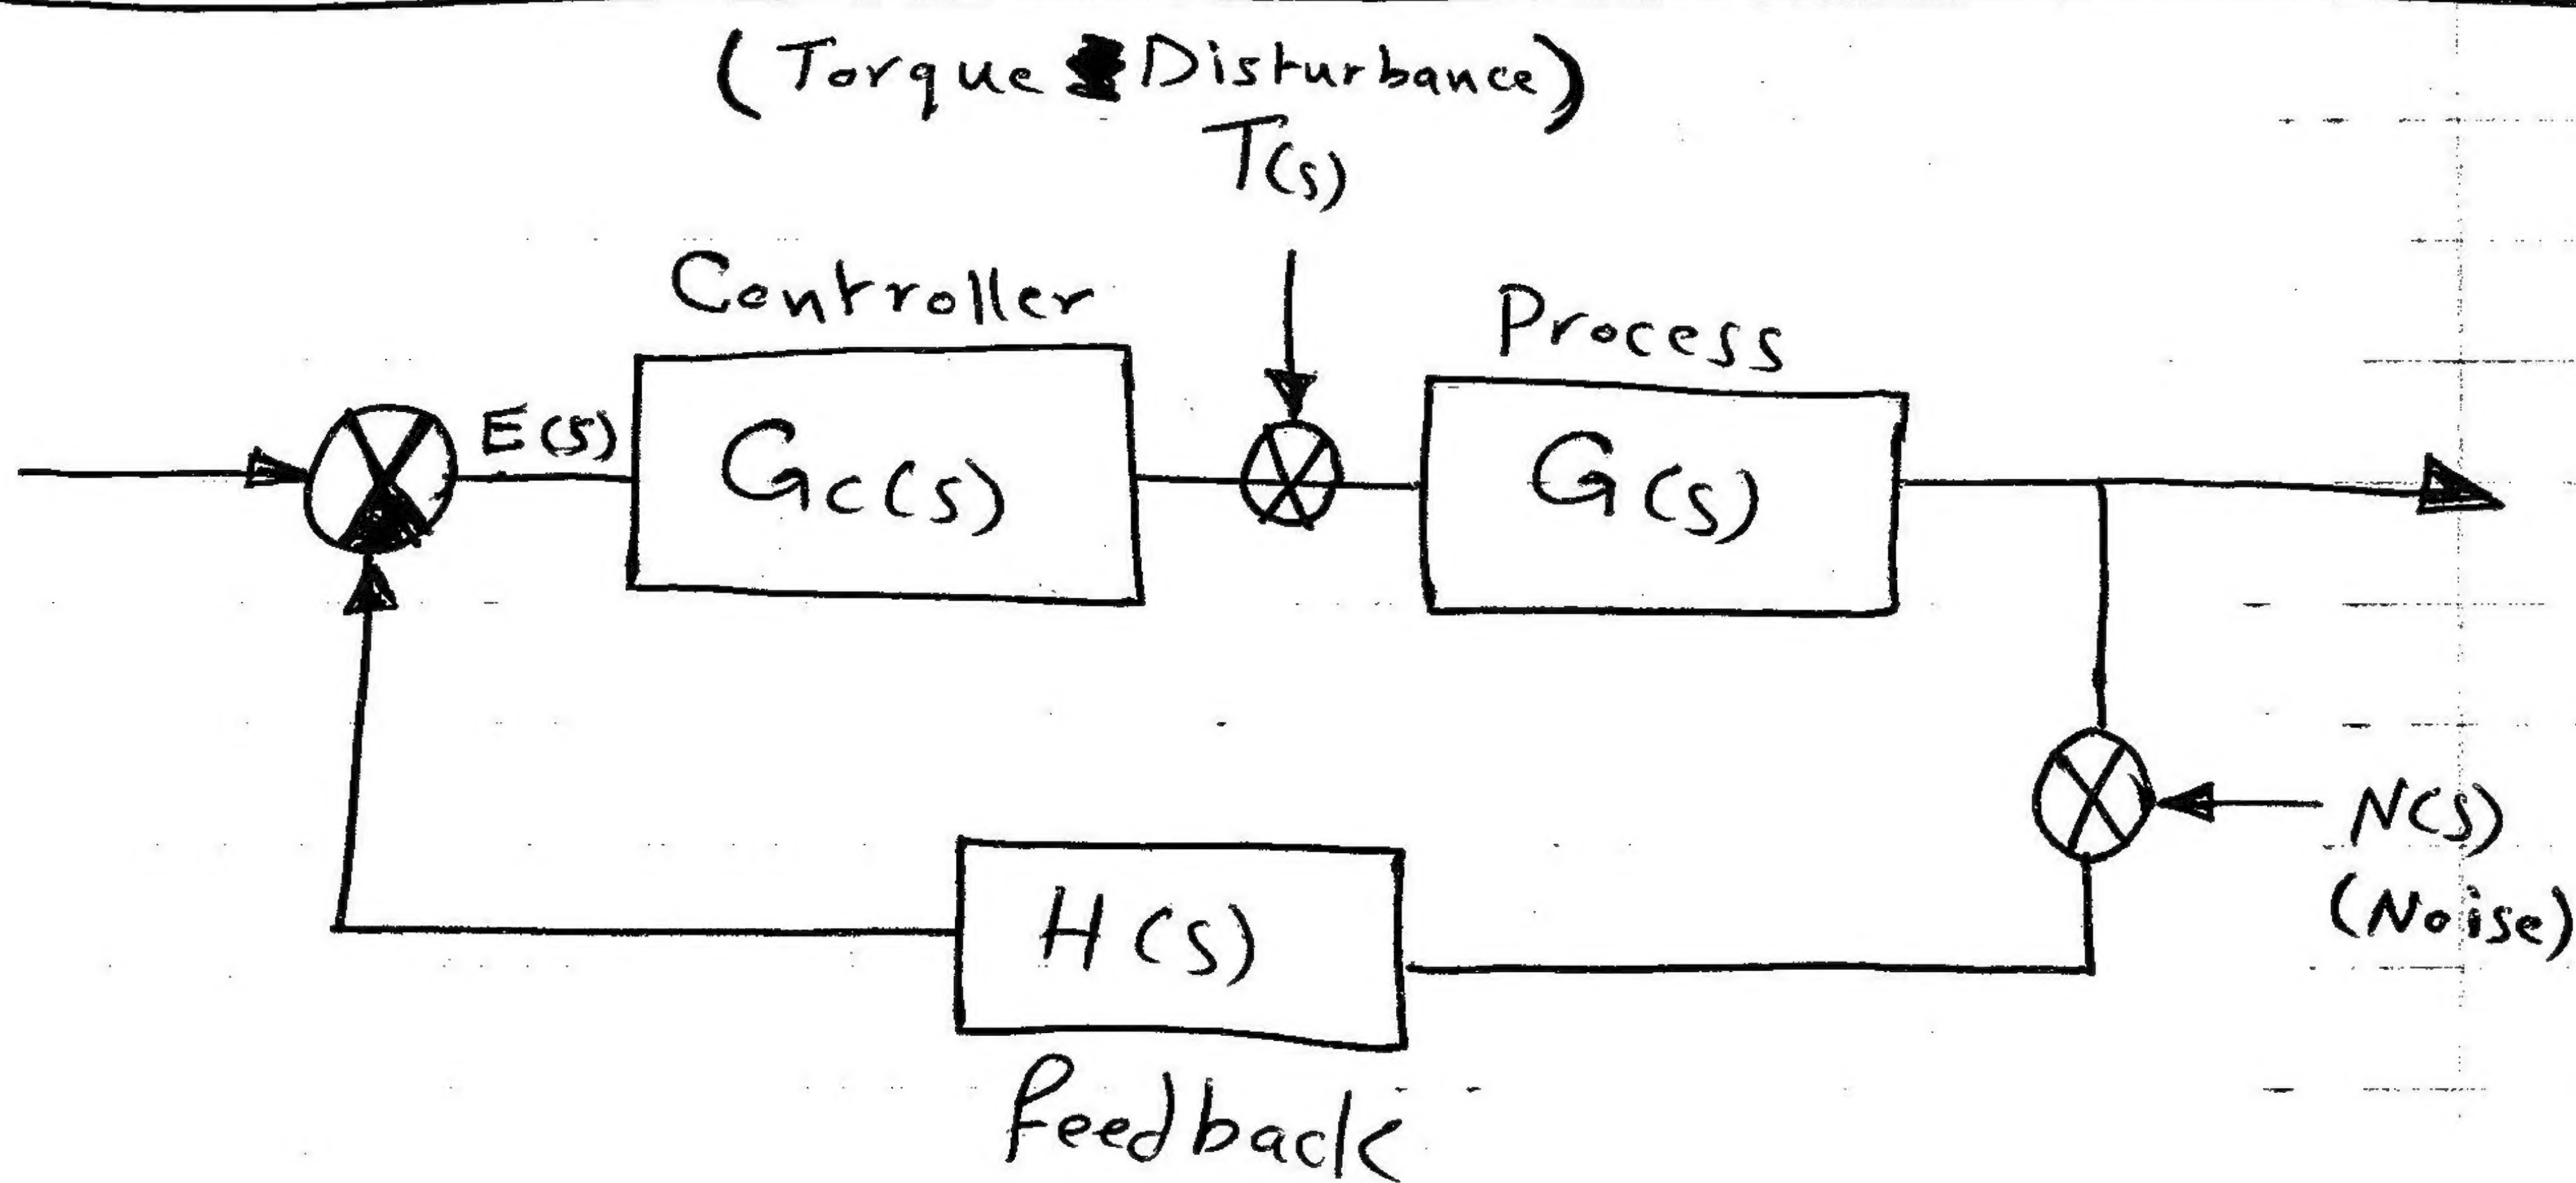 (Torque Disturbance)
T(s)
Controller
Process
E(s)
Gc(s)
G(s)
N(s)
(Noise)
H(s)
feedback